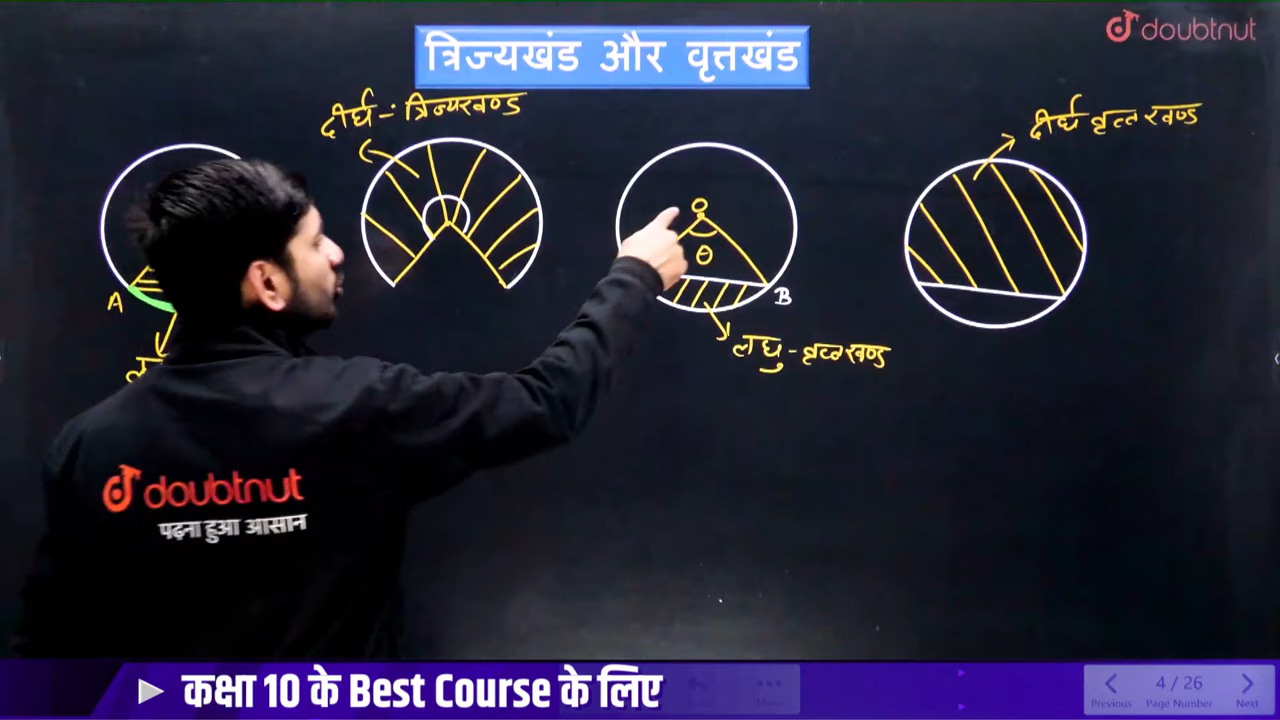 doubtnut
त्रिज्यखंड और वृत्तखंड
दीर्घ-त्रिज्यखण्ड
दीर्घ वृत्तखण्ड
O
θ
A
B
लघु-वृत्तखण्ड
doubtnut
पढ़ना हुआ आसान
कक्षा 10 के Best Course के लिए
4 / 26
Previous
Page Number
Next